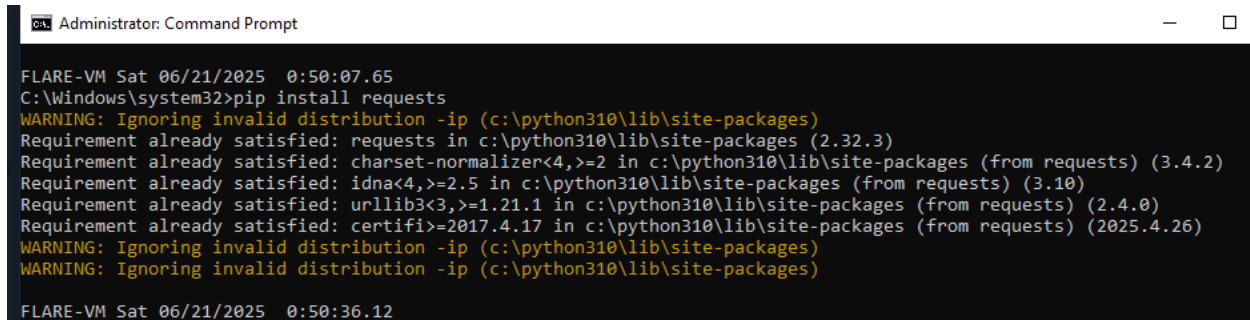 Administrator: Command Prompt
FLARE-VM Sat 06/21/2025  0:50:07.65
C:\Windows\system32>pip install requests
WARNING: Ignoring invalid distribution -ip (c:\python310\lib\site-packages)
Requirement already satisfied: requests in c:\python310\lib\site-packages (2.32.3)
Requirement already satisfied: charset-normalizer<4,>=2 in c:\python310\lib\site-packages (from requests) (3.4.2)
Requirement already satisfied: idna<4,>=2.5 in c:\python310\lib\site-packages (from requests) (3.10)
Requirement already satisfied: urllib3<3,>=1.21.1 in c:\python310\lib\site-packages (from requests) (2.4.0)
Requirement already satisfied: certifi>=2017.4.17 in c:\python310\lib\site-packages (from requests) (2025.4.26)
WARNING: Ignoring invalid distribution -ip (c:\python310\lib\site-packages)
WARNING: Ignoring invalid distribution -ip (c:\python310\lib\site-packages)
FLARE-VM Sat 06/21/2025  0:50:36.12